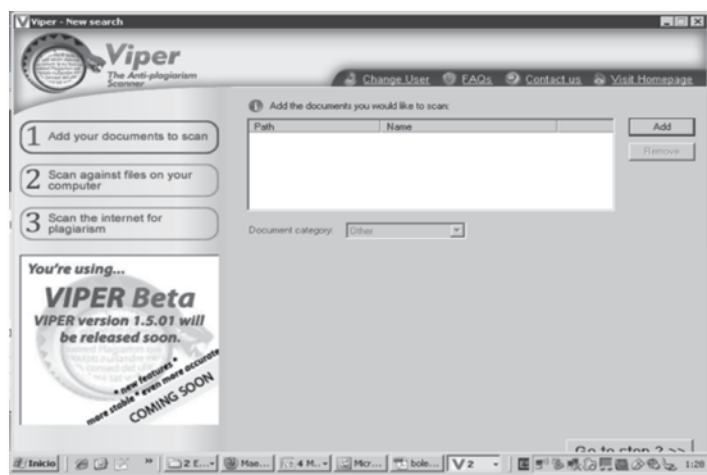 Viper - New search
Viper
The Anti-plagiarism
Scanner
Change User FAQs Contact us Visit Homepage
Add the documents you would like to scan:
Path Name
Add
Remove
1 Add your documents to scan
2 Scan against files on your
computer
3 Scan the internet for
plagiarism
Document category: Other
You're using...
VIPER Beta
VIPER version 1.5.01 will
be released soon.
* new features *
more stable * even more accurate
COMING SOON
Go to step 2 >>
Inicio » 2 E... Mae... 4 M... Micr... bole... V 2 1:28